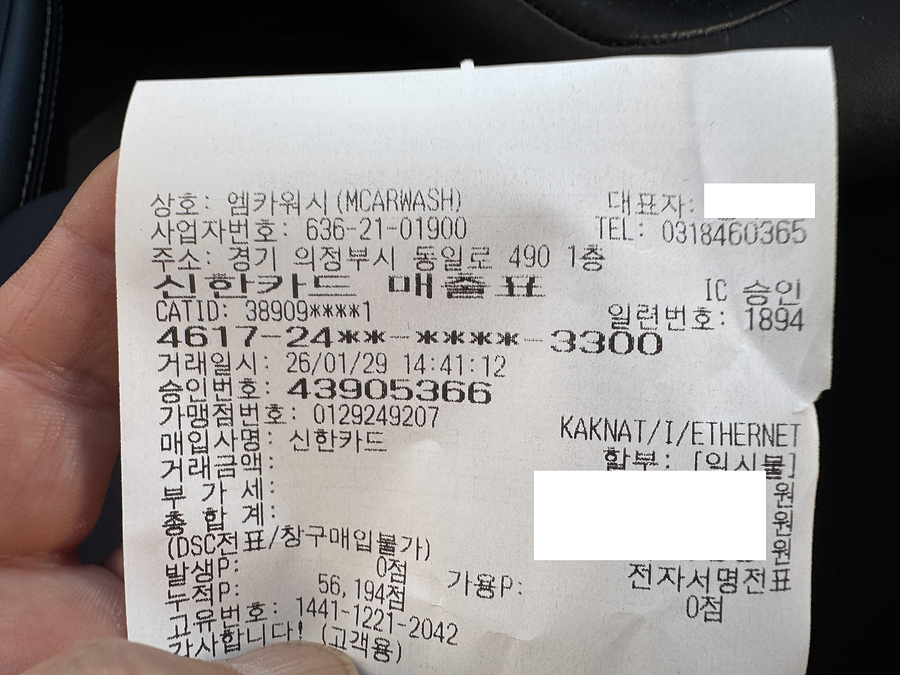 상호: 엠카워시(MCARWASH) 대표자:
사업자번호: 636-21-01900 TEL: 0318460365
주소: 경기 의정부시 동일로 490 1층
신한카드 매출표 IC 승인
CATID: 38909****1 일련번호: 1894
4617-24**-****-3300
거래일시: 26/01/29 14:41:12
승인번호: 43905366
가맹점번호: 0129249207
매입사명: 신한카드 KAKNAT/I/ETHERNET
거래금액: 할부: [일시불]
부 가 세: 원
총 합 계: 원
원
(DSC전표/창구매입불가) 전자서명전표
발생P: 0점 가용P: 0점
누적P: 56,194점
고유번호: 1441-1221-2042
감사합니다! (고객용)